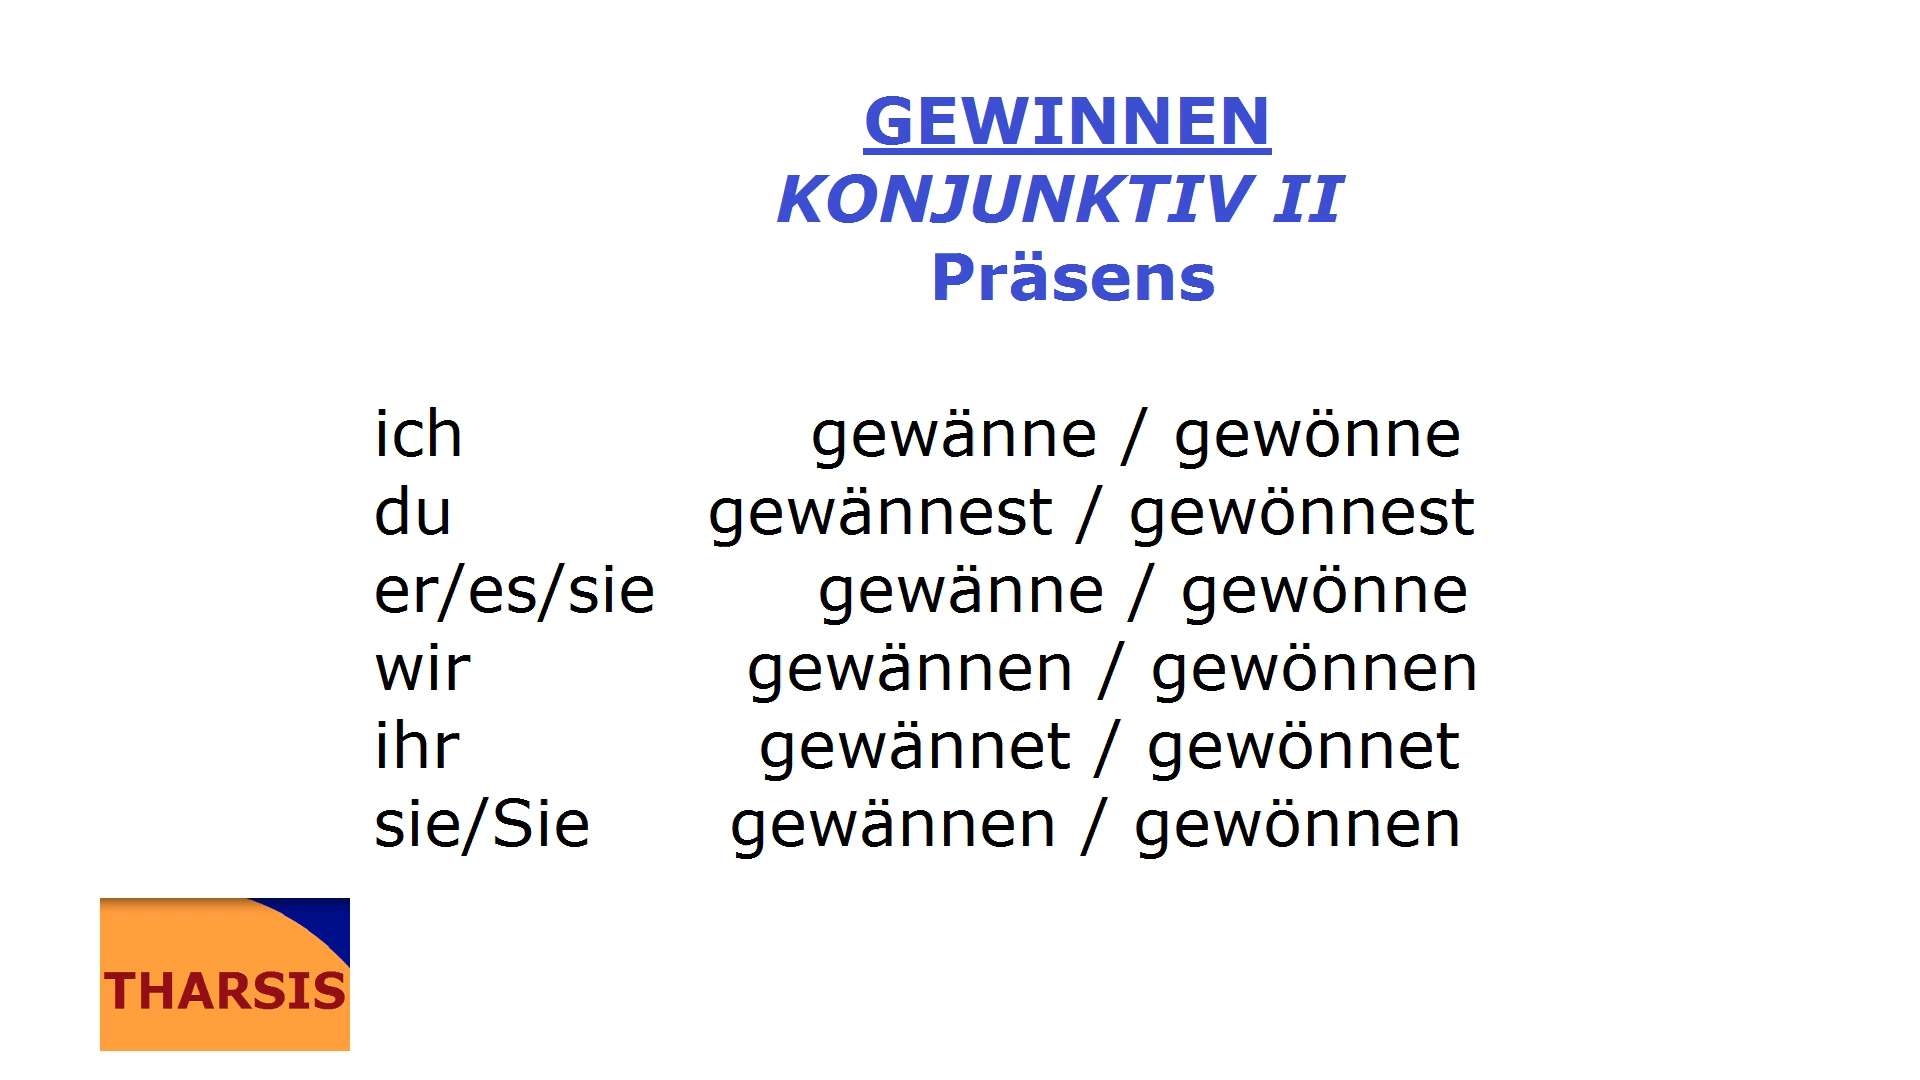 GEWINNEN
KONJUNKTIV II
Präsens
ich gewänne / gewönne
du gewännest / gewönnest
er/es/sie gewänne / gewönne
wir gewännen / gewönnen
ihr gewännet / gewönnet
sie/Sie gewännen / gewönnen
THARSIS